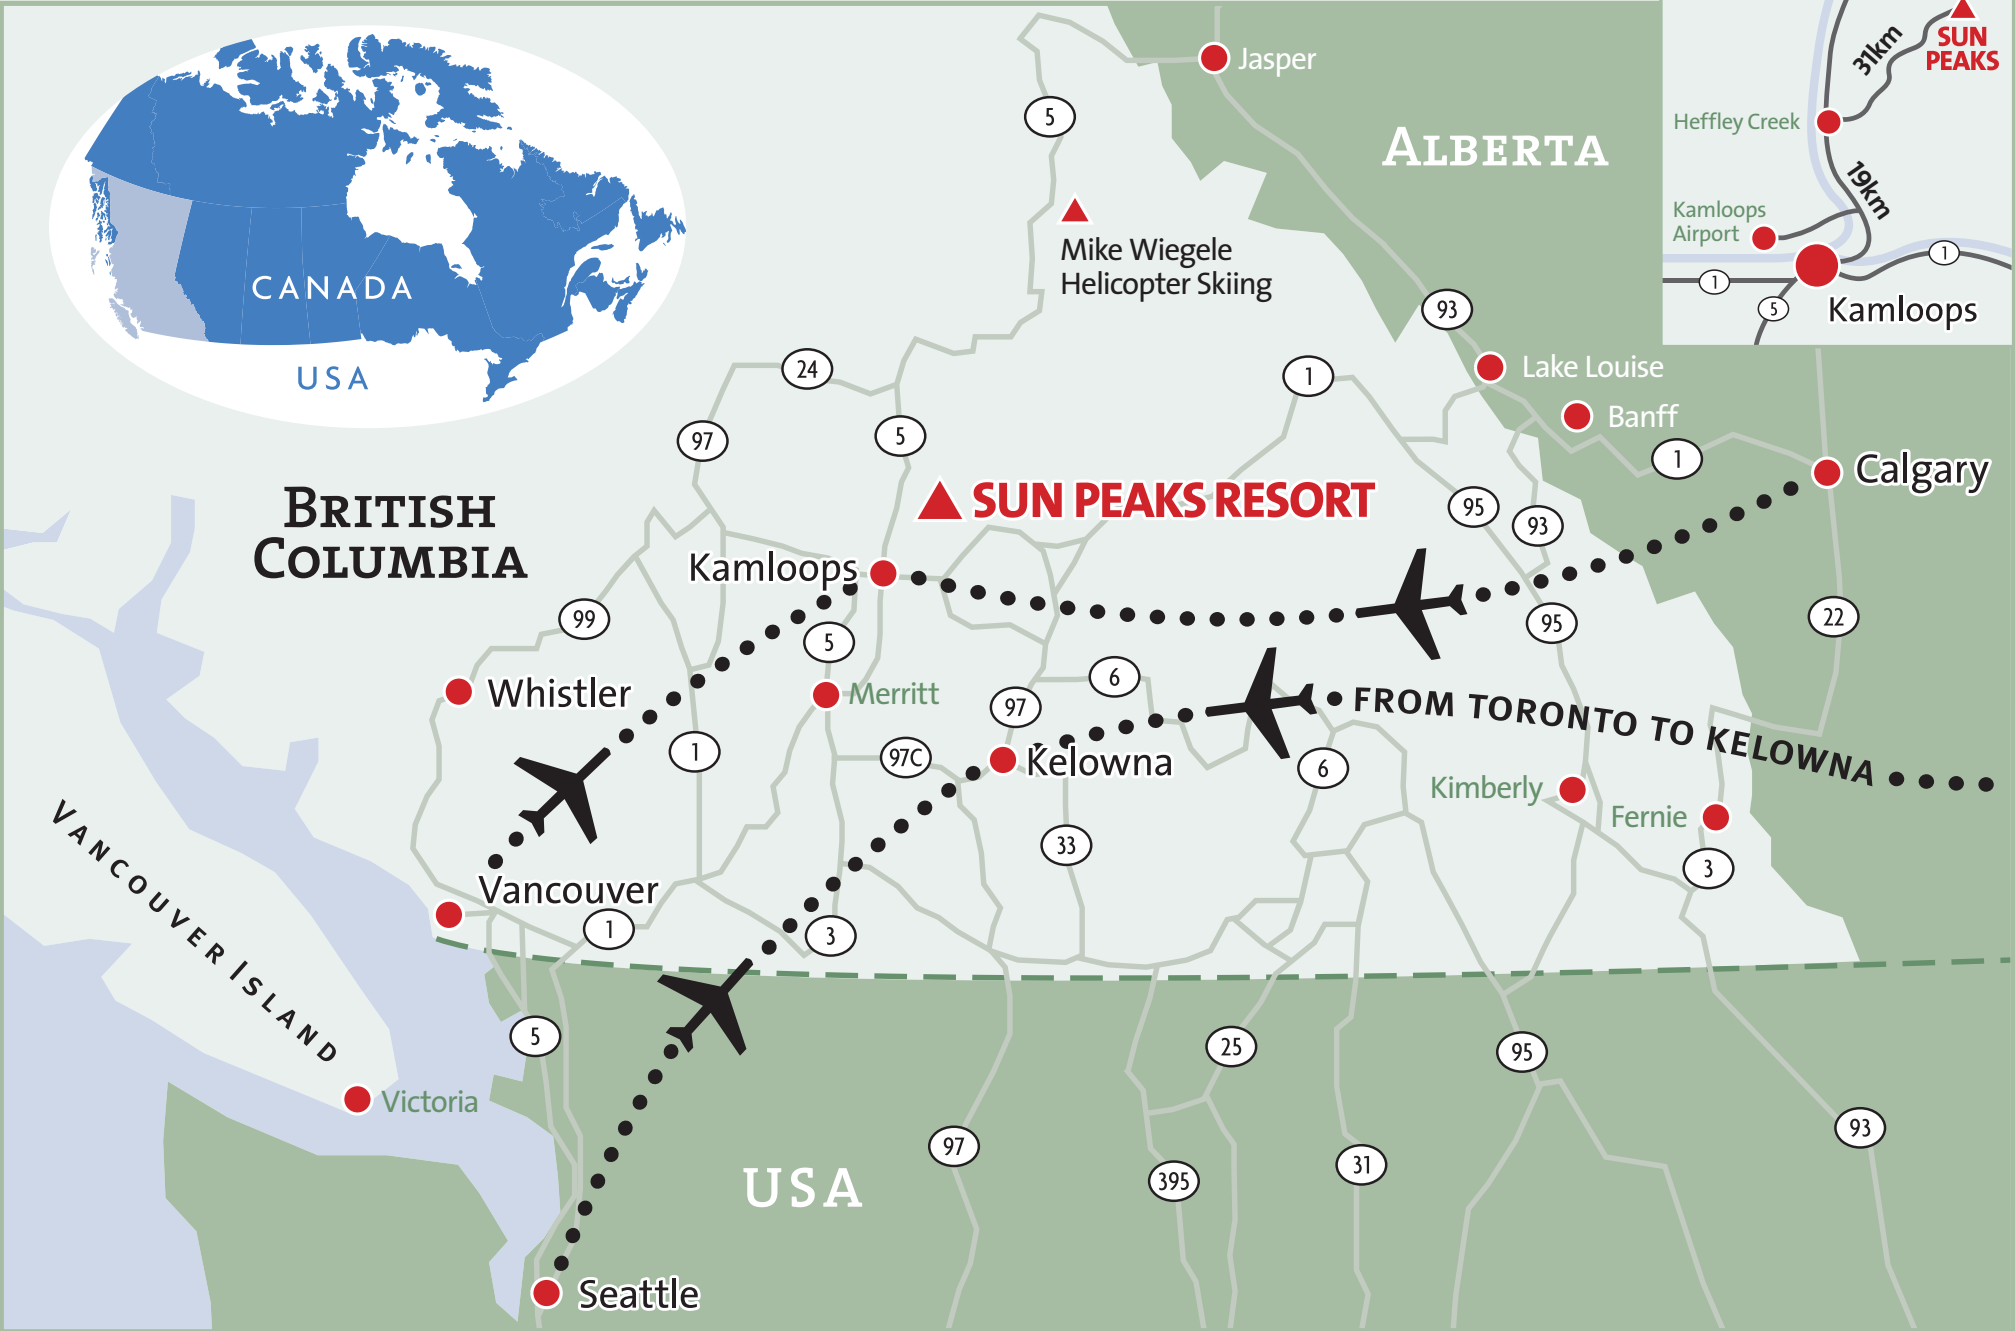 CANADA
USA
Jasper
ALBERTA
5
Mike Wiegele
Helicopter Skiing
31km
SUN
PEAKS
Heffley Creek
19km
Kamloops
Airport
1
1
5
Kamloops
93
24
1
Lake Louise
Banff
97
5
1
Calgary
BRITISH
COLUMBIA
SUN PEAKS RESORT
95
93
Kamloops
99
5
95
22
Whistler
Merritt
6
97
FROM TORONTO TO KELOWNA
1
97C
Kelowna
6
Kimberly
Fernie
33
3
VANCOUVER ISLAND
Vancouver
1
3
5
25
95
Victoria
97
395
31
93
USA
Seattle